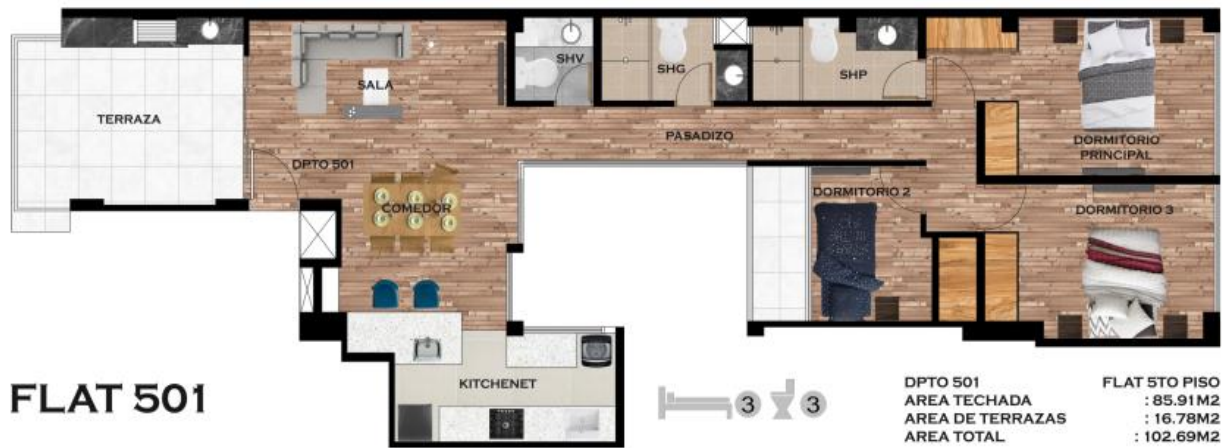 SHV
SHG
SHP
SALA
TERRAZA
PASADIZO
DORMITORIO
PRINCIPAL
DPTO 501
DORMITORIO 2
COMEDOR
DORMITORIO 3
KITCHENET
FLAT 501
3 3
DPTO 501 FLAT 5TO PISO
AREA TECHADA : 85.91M2
AREA DE TERRAZAS : 16.78M2
AREA TOTAL : 102.69M2